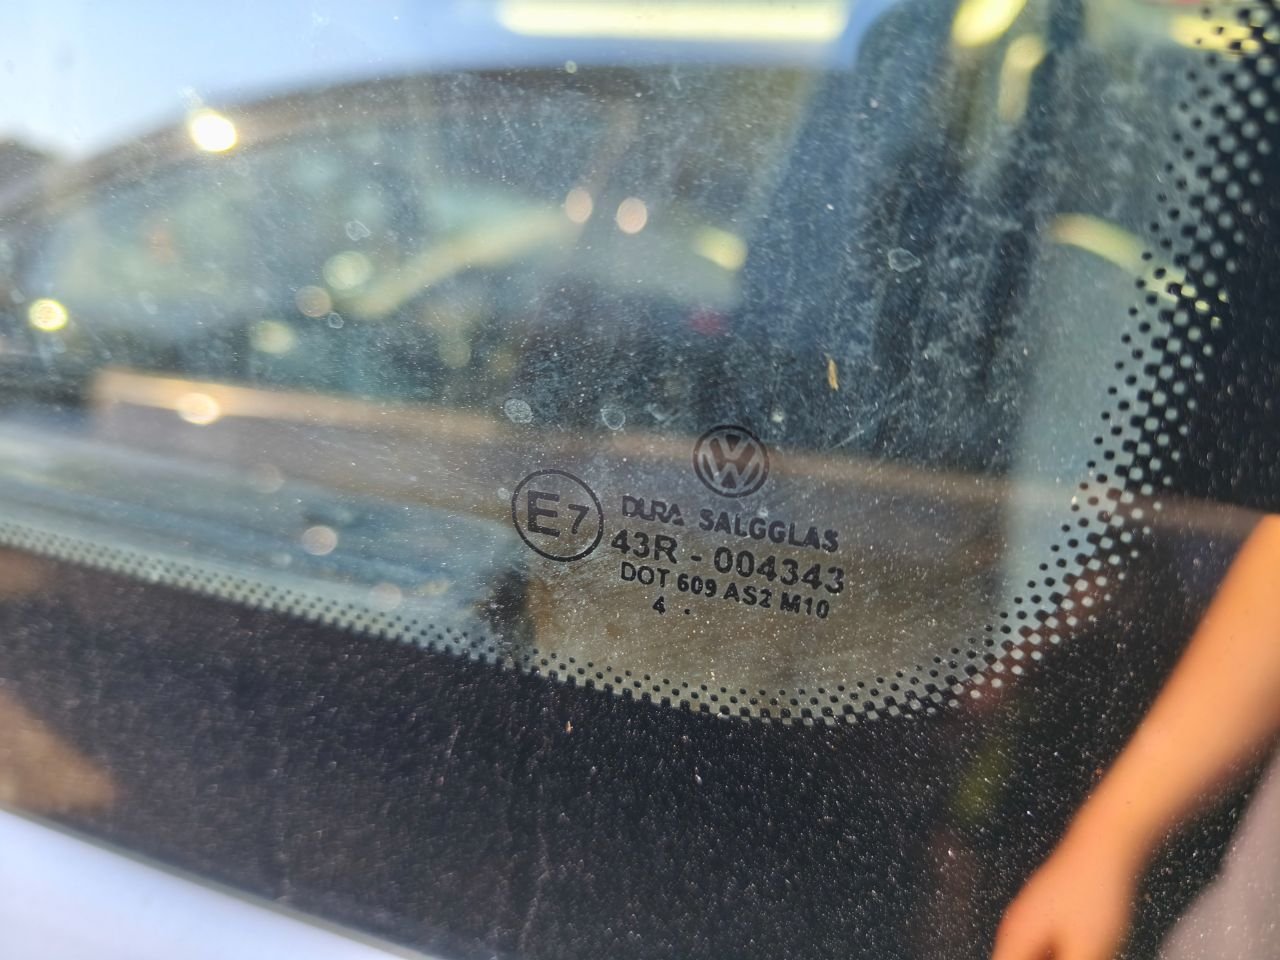 E7
DURA SALGGLAS
43R - 004343
DOT 609 AS2 M10
4 .